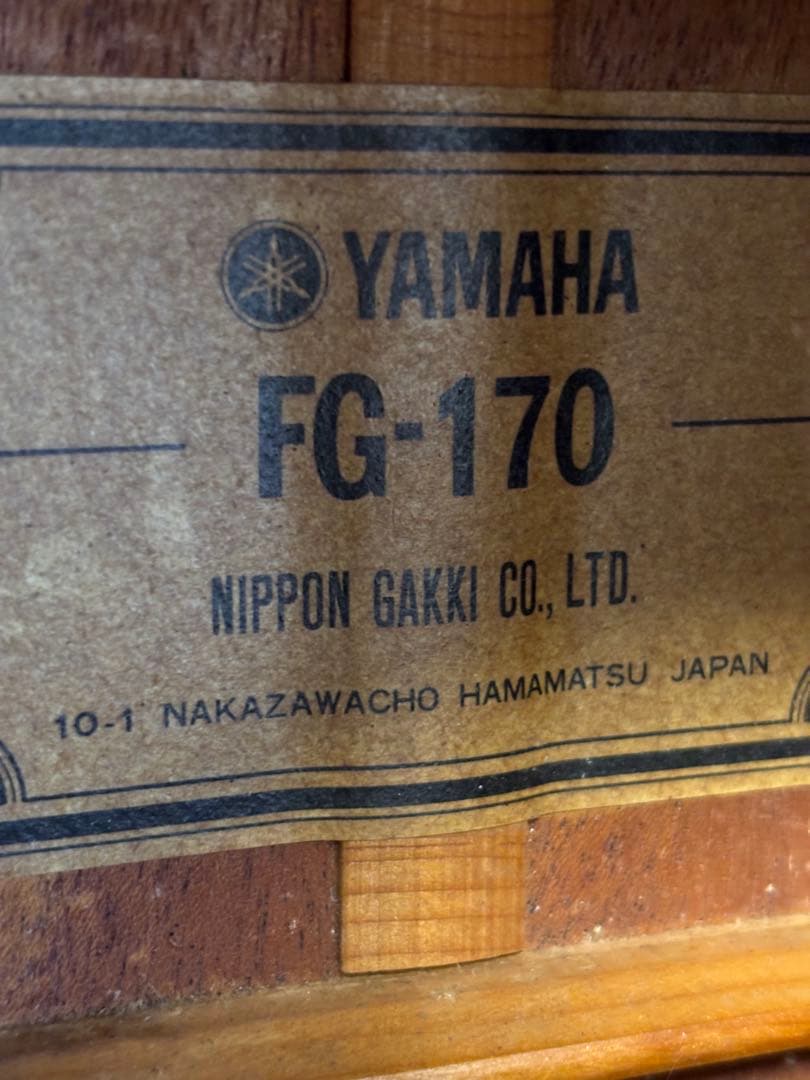 YAMAHA
FG-170
NIPPON GAKKI CO., LTD.
10-1 NAKAZAWACHO HAMAMATSU JAPAN